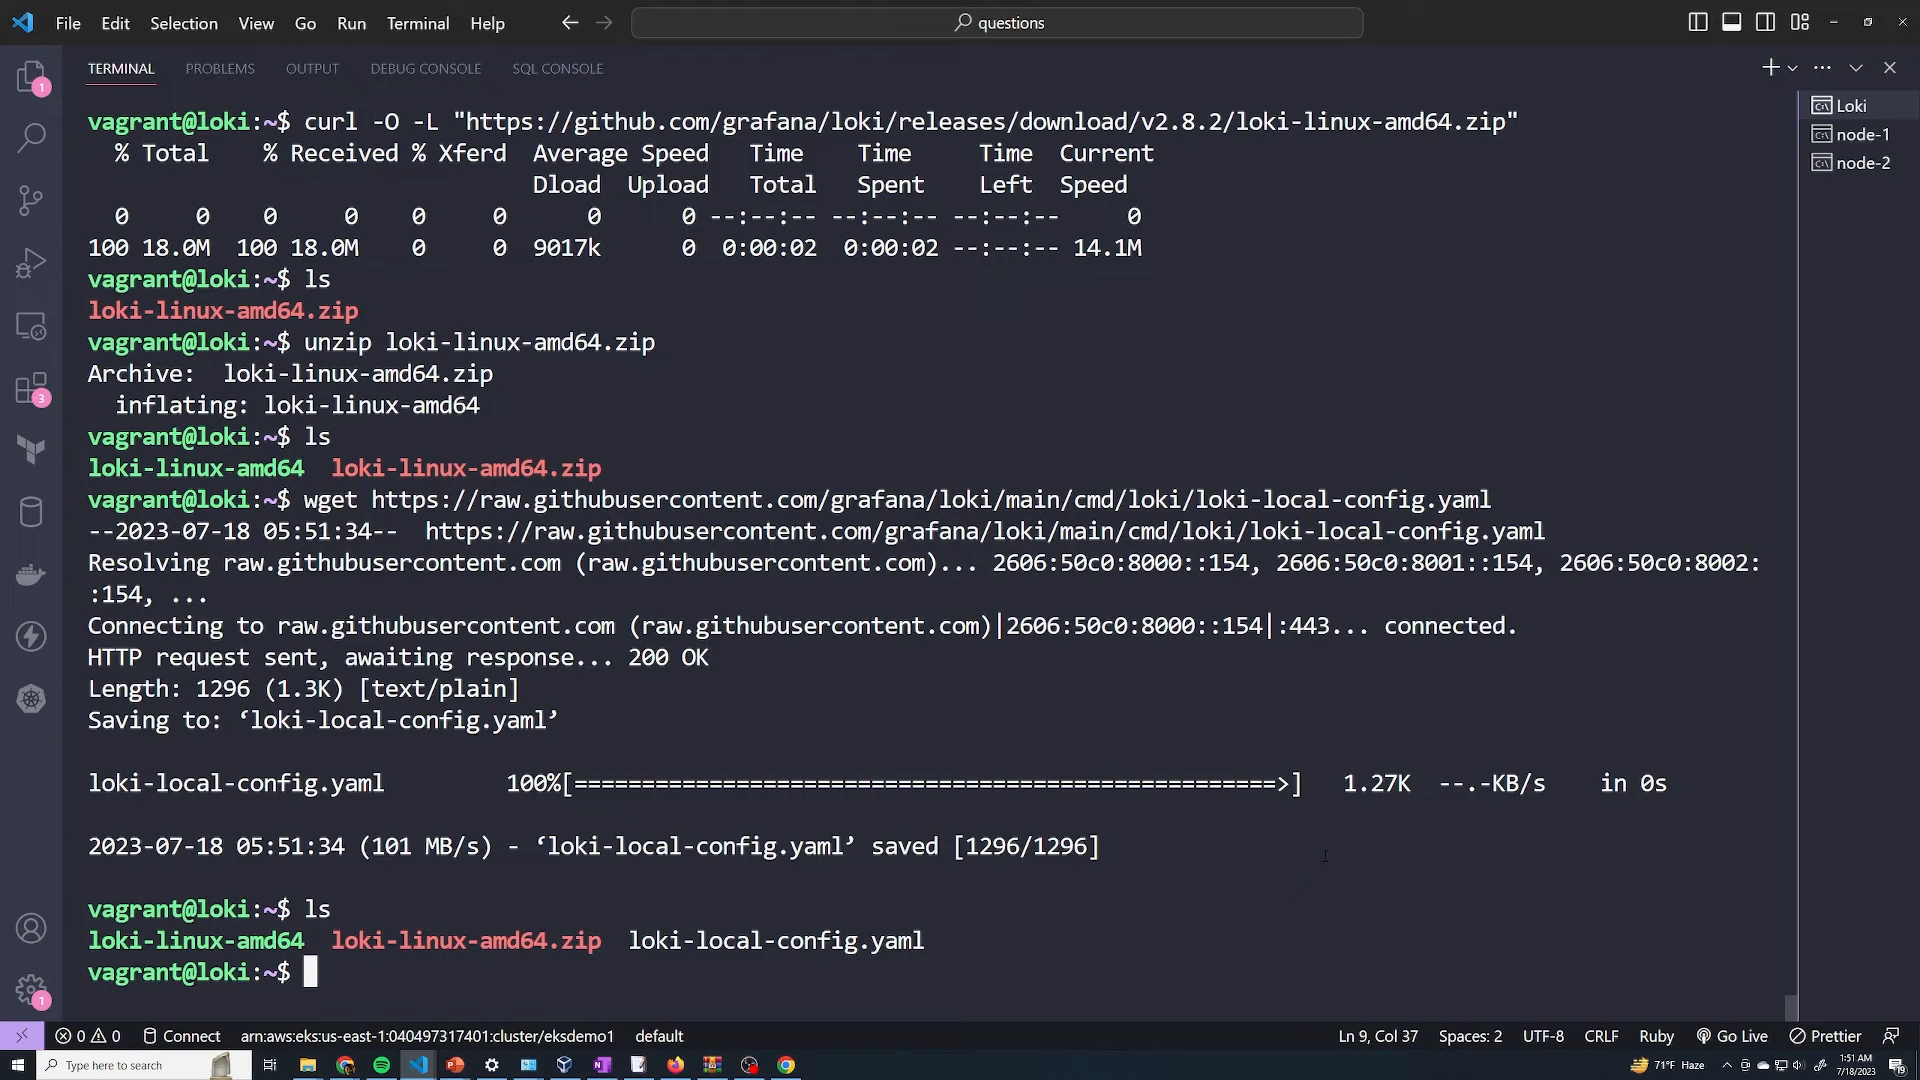 File Edit Selection View Go Run Terminal Help questions
TERMINAL PROBLEMS OUTPUT DEBUG CONSOLE SQL CONSOLE
vagrant@loki:~$ curl -O -L "https://github.com/grafana/loki/releases/download/v2.8.2/loki-linux-amd64.zip"
% Total % Received % Xferd Average Speed Time Time Time Current
Dload Upload Total Spent Left Speed
0 0 0 0 0 0 0 0 --:--:-- --:--:-- --:--:-- 0
100 18.0M 100 18.0M 0 0 9017k 0 0:00:02 0:00:02 --:--:-- 14.1M
vagrant@loki:~$ ls
loki-linux-amd64.zip
vagrant@loki:~$ unzip loki-linux-amd64.zip
Archive: loki-linux-amd64.zip
inflating: loki-linux-amd64
vagrant@loki:~$ ls
loki-linux-amd64 loki-linux-amd64.zip
vagrant@loki:~$ wget https://raw.githubusercontent.com/grafana/loki/main/cmd/loki/loki-local-config.yaml
--2023-07-18 05:51:34-- https://raw.githubusercontent.com/grafana/loki/main/cmd/loki/loki-local-config.yaml
Resolving raw.githubusercontent.com (raw.githubusercontent.com)... 2606:50c0:8000::154, 2606:50c0:8001::154, 2606:50c0:8002:
:154, ...
Connecting to raw.githubusercontent.com (raw.githubusercontent.com)|2606:50c0:8000::154|:443... connected.
HTTP request sent, awaiting response... 200 OK
Length: 1296 (1.3K) [text/plain]
Saving to: ‘loki-local-config.yaml’
loki-local-config.yaml 100%[====================================================>] 1.27K --.-KB/s in 0s
2023-07-18 05:51:34 (101 MB/s) - ‘loki-local-config.yaml’ saved [1296/1296]
vagrant@loki:~$ ls
loki-linux-amd64 loki-linux-amd64.zip loki-local-config.yaml
vagrant@loki:~$
Loki
node-1
node-2
1
3
1
0 0 Connect arn:aws:eks:us-east-1:040497317401:cluster/eksdemo1 default Ln 9, Col 37 Spaces: 2 UTF-8 CRLF Ruby Go Live Prettier
Type here to search 71°F Haze 1:51 AM
7/18/2023 19